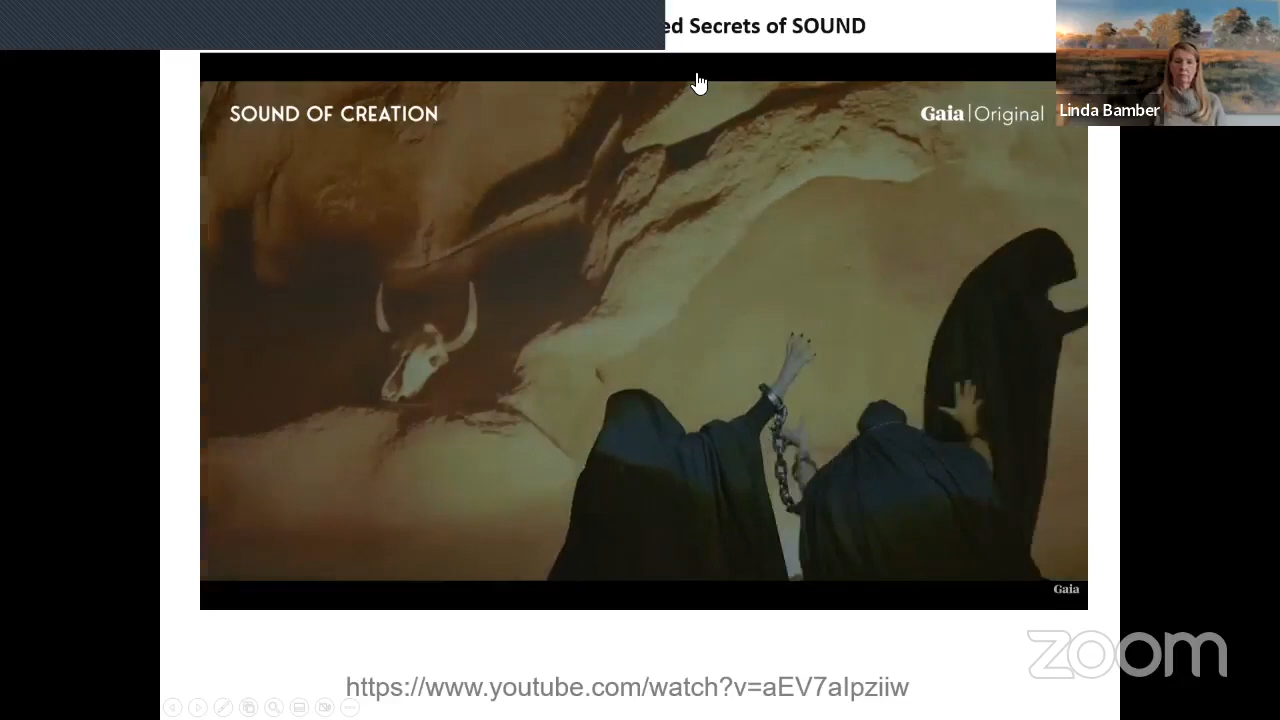 ed Secrets of SOUND
Linda Bamber
SOUND OF CREATION
Gaia|Original
Gaia
zoom
https://www.youtube.com/watch?v=aEV7aIpziiw